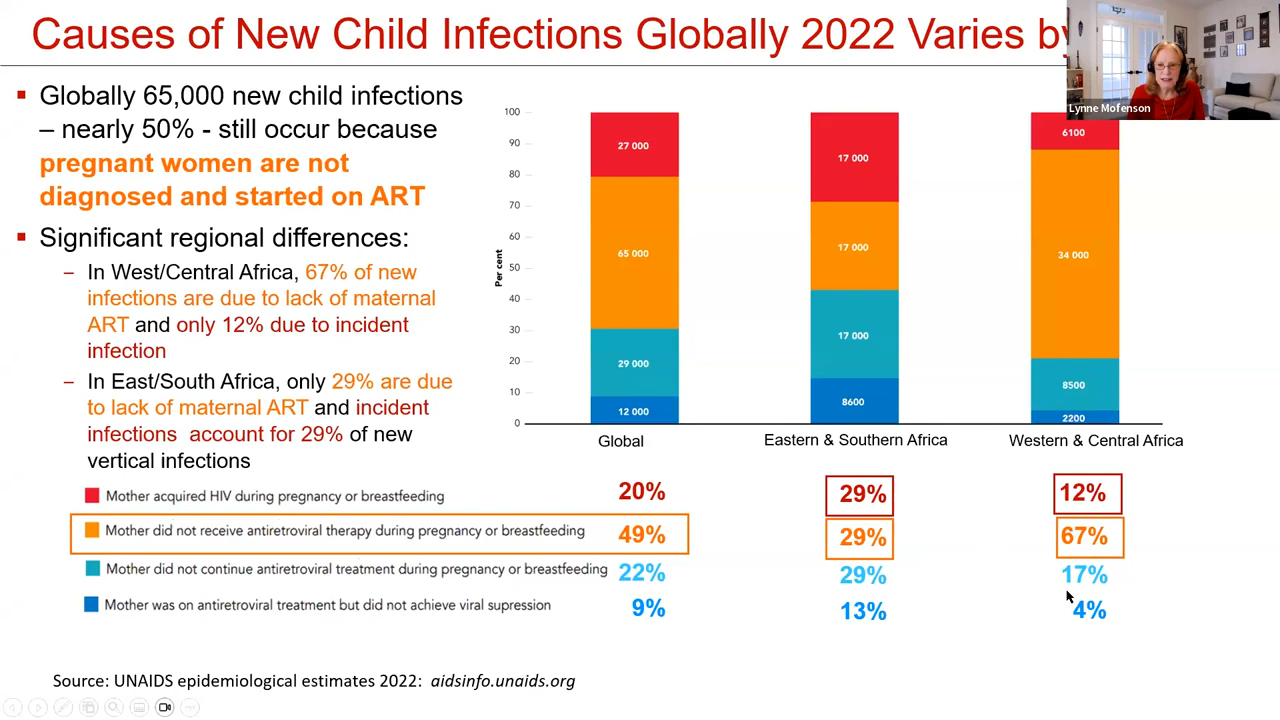 Causes of New Child Infections Globally 2022 Varies by
Lynne Mofenson
▪ Globally 65,000 new child infections
– nearly 50% - still occur because
pregnant women are not
diagnosed and started on ART
▪ Significant regional differences:
– In West/Central Africa, 67% of new
infections are due to lack of maternal
ART and only 12% due to incident
infection
– In East/South Africa, only 29% are due
to lack of maternal ART and incident
infections account for 29% of new
vertical infections
Per cent
100
90
80
70
60
50
40
30
20
10
0
27 000
65 000
29 000
12 000
17 000
17 000
17 000
8600
6100
34 000
8500
2200
Global
Eastern & Southern Africa
Western & Central Africa
Mother acquired HIV during pregnancy or breastfeeding 20% 29% 12%
Mother did not receive antiretroviral therapy during pregnancy or breastfeeding 49% 29% 67%
Mother did not continue antiretroviral treatment during pregnancy or breastfeeding 22% 29% 17%
Mother was on antiretroviral treatment but did not achieve viral supression 9% 13% 4%
Source: UNAIDS epidemiological estimates 2022: aidsinfo.unaids.org